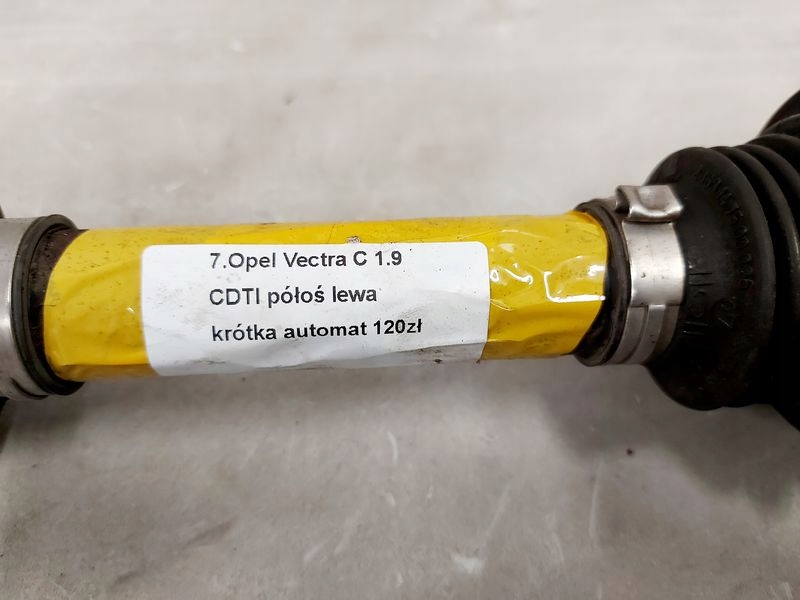 7.Opel Vectra C 1.9
CDTI półoś lewa
krótka automat 120zł